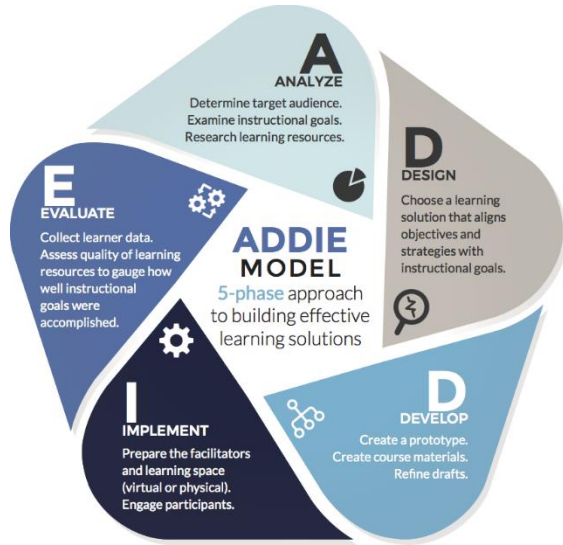 A
ANALYZE
Determine target audience.
Examine instructional goals.
Research learning resources.
D
DESIGN
Choose a learning
solution that aligns
objectives and
strategies with
instructional goals.
D
DEVELOP
Create a prototype.
Create course materials.
Refine drafts.
I
IMPLEMENT
Prepare the facilitators
and learning space
(virtual or physical).
Engage participants.
E
EVALUATE
Collect learner data.
Assess quality of learning
resources to gauge how
well instructional
goals were
accomplished.
ADDIE
MODEL
5-phase approach
to building effective
learning solutions